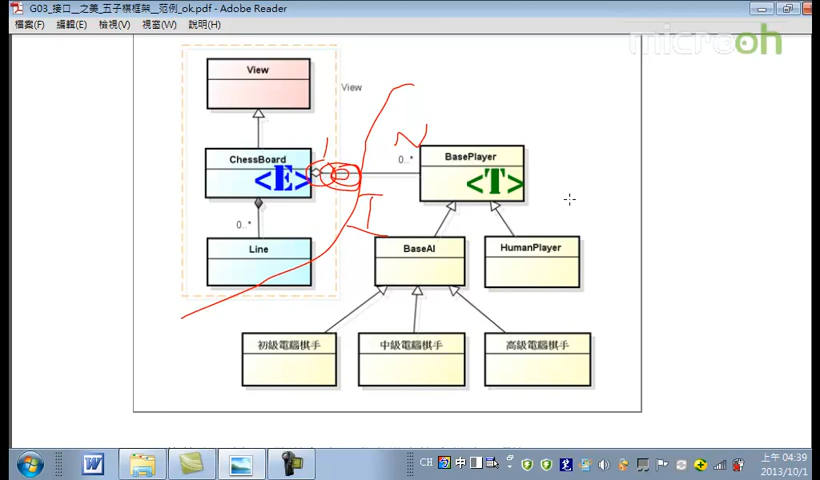 G03_接口__之美_五子棋框架__范例_ok.pdf - Adobe Reader
檔案(F) 編輯(E) 檢視(V) 視窗(W) 說明(H)
microoh
View
View
ChessBoard
<E>
1
N
0..*
BasePlayer
<T>
I
0..*
Line
BaseAI
HumanPlayer
初級電腦棋手
中級電腦棋手
高級電腦棋手
CH
中
上午 04:39
2013/10/1